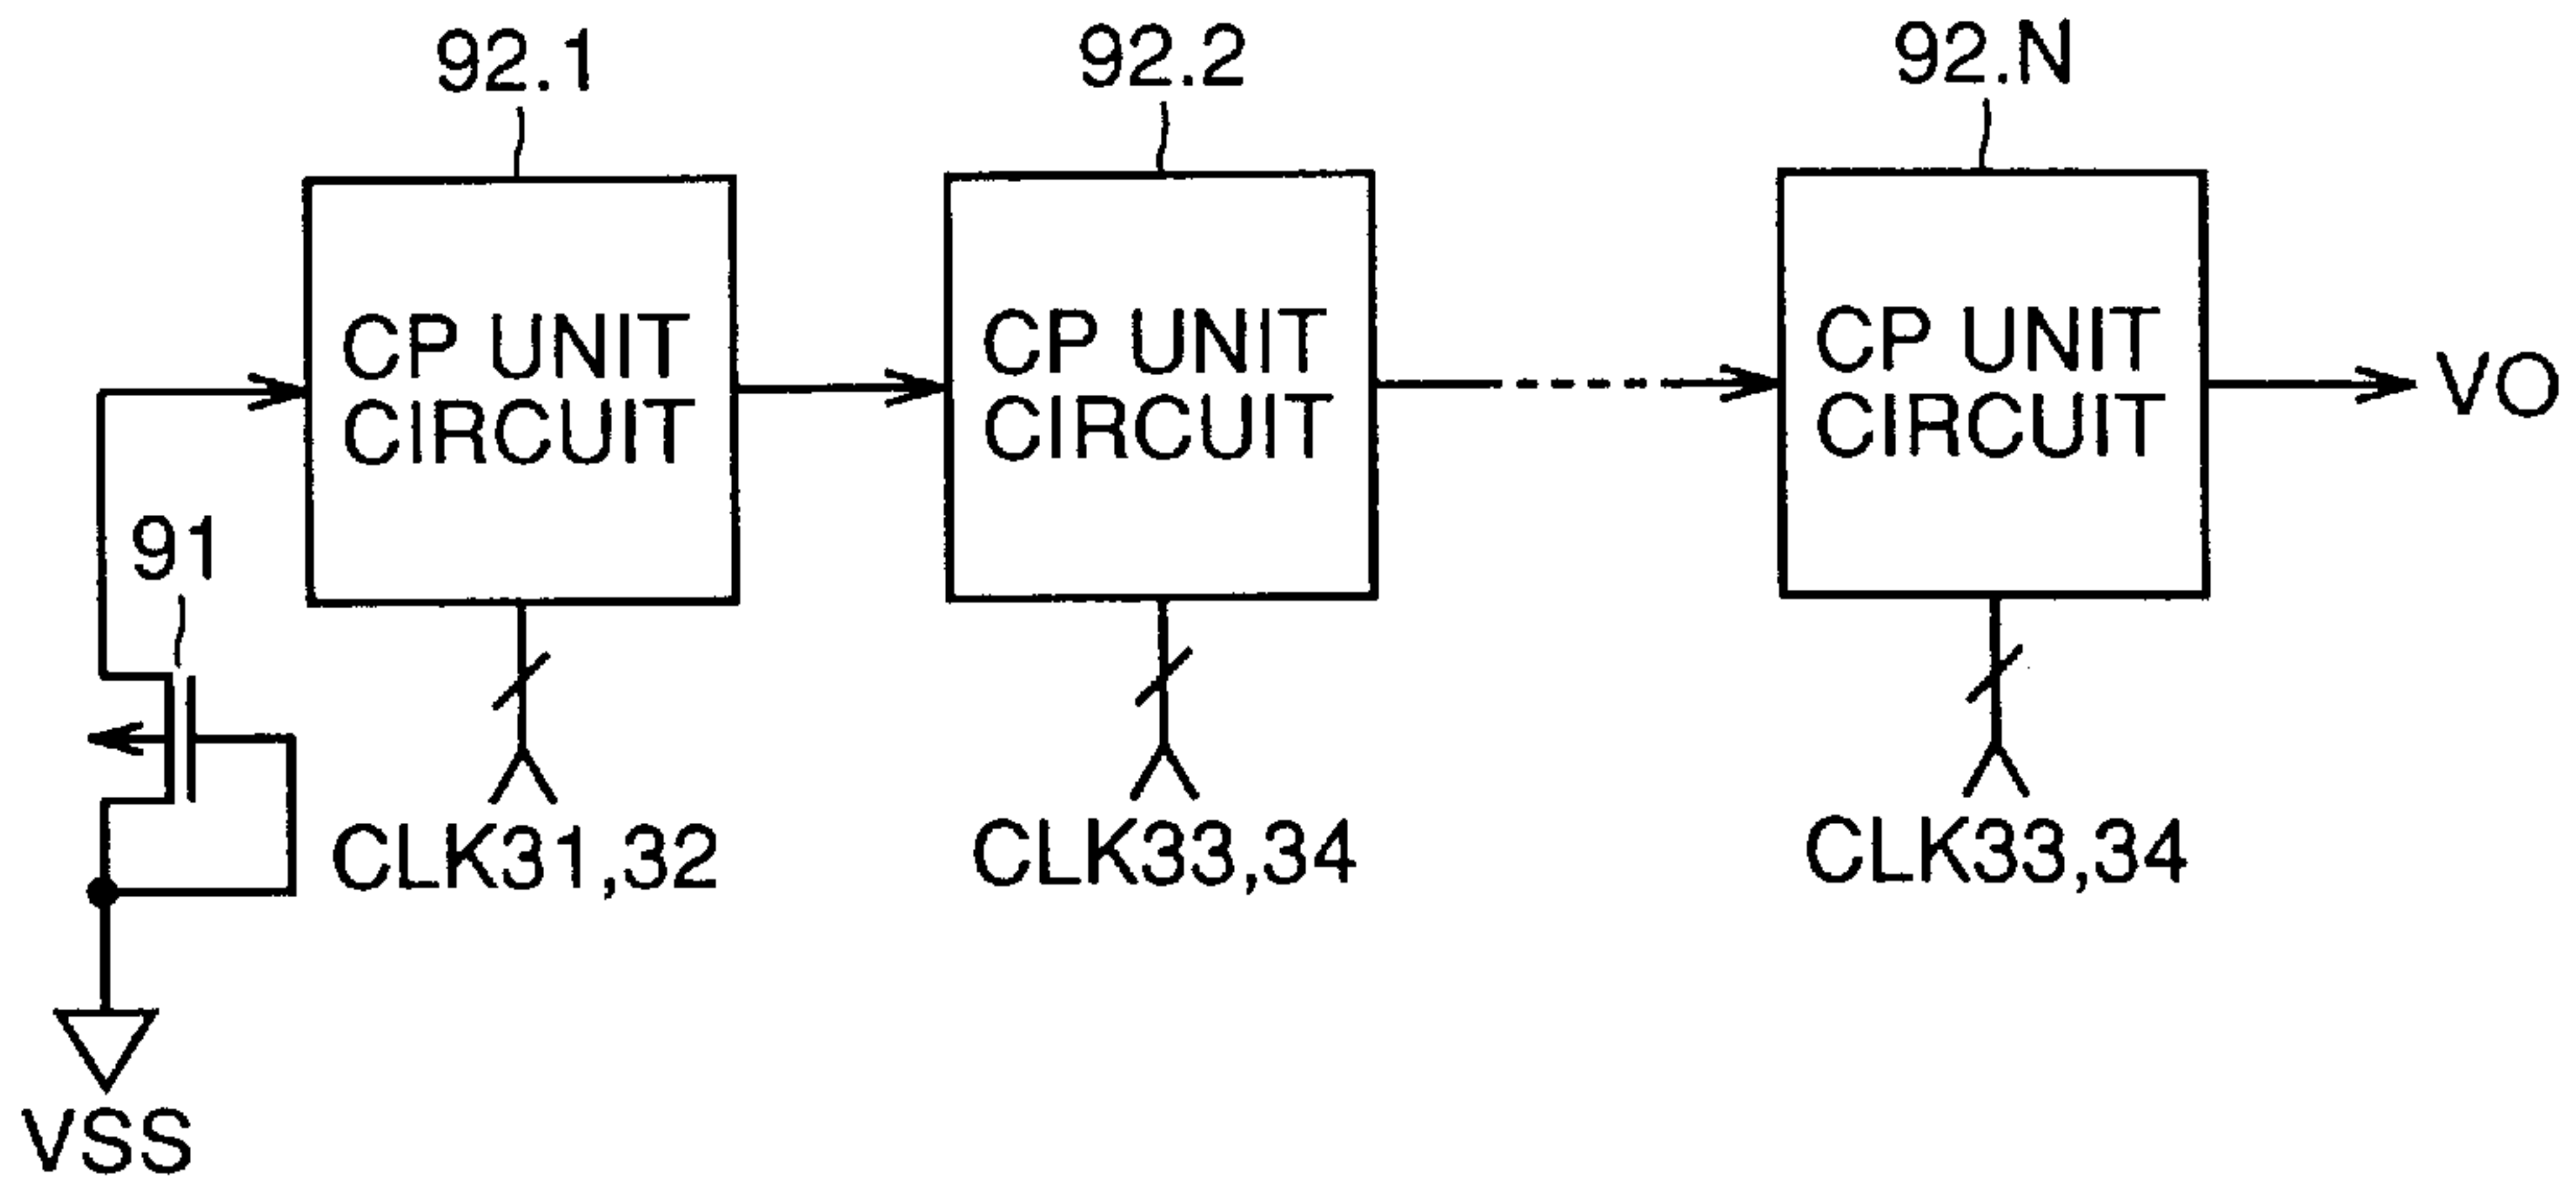 92.1
92.2
92.N
CP UNIT
CIRCUIT
CP UNIT
CIRCUIT
CP UNIT
CIRCUIT
VO
91
CLK31,32
CLK33,34
CLK33,34
VSS